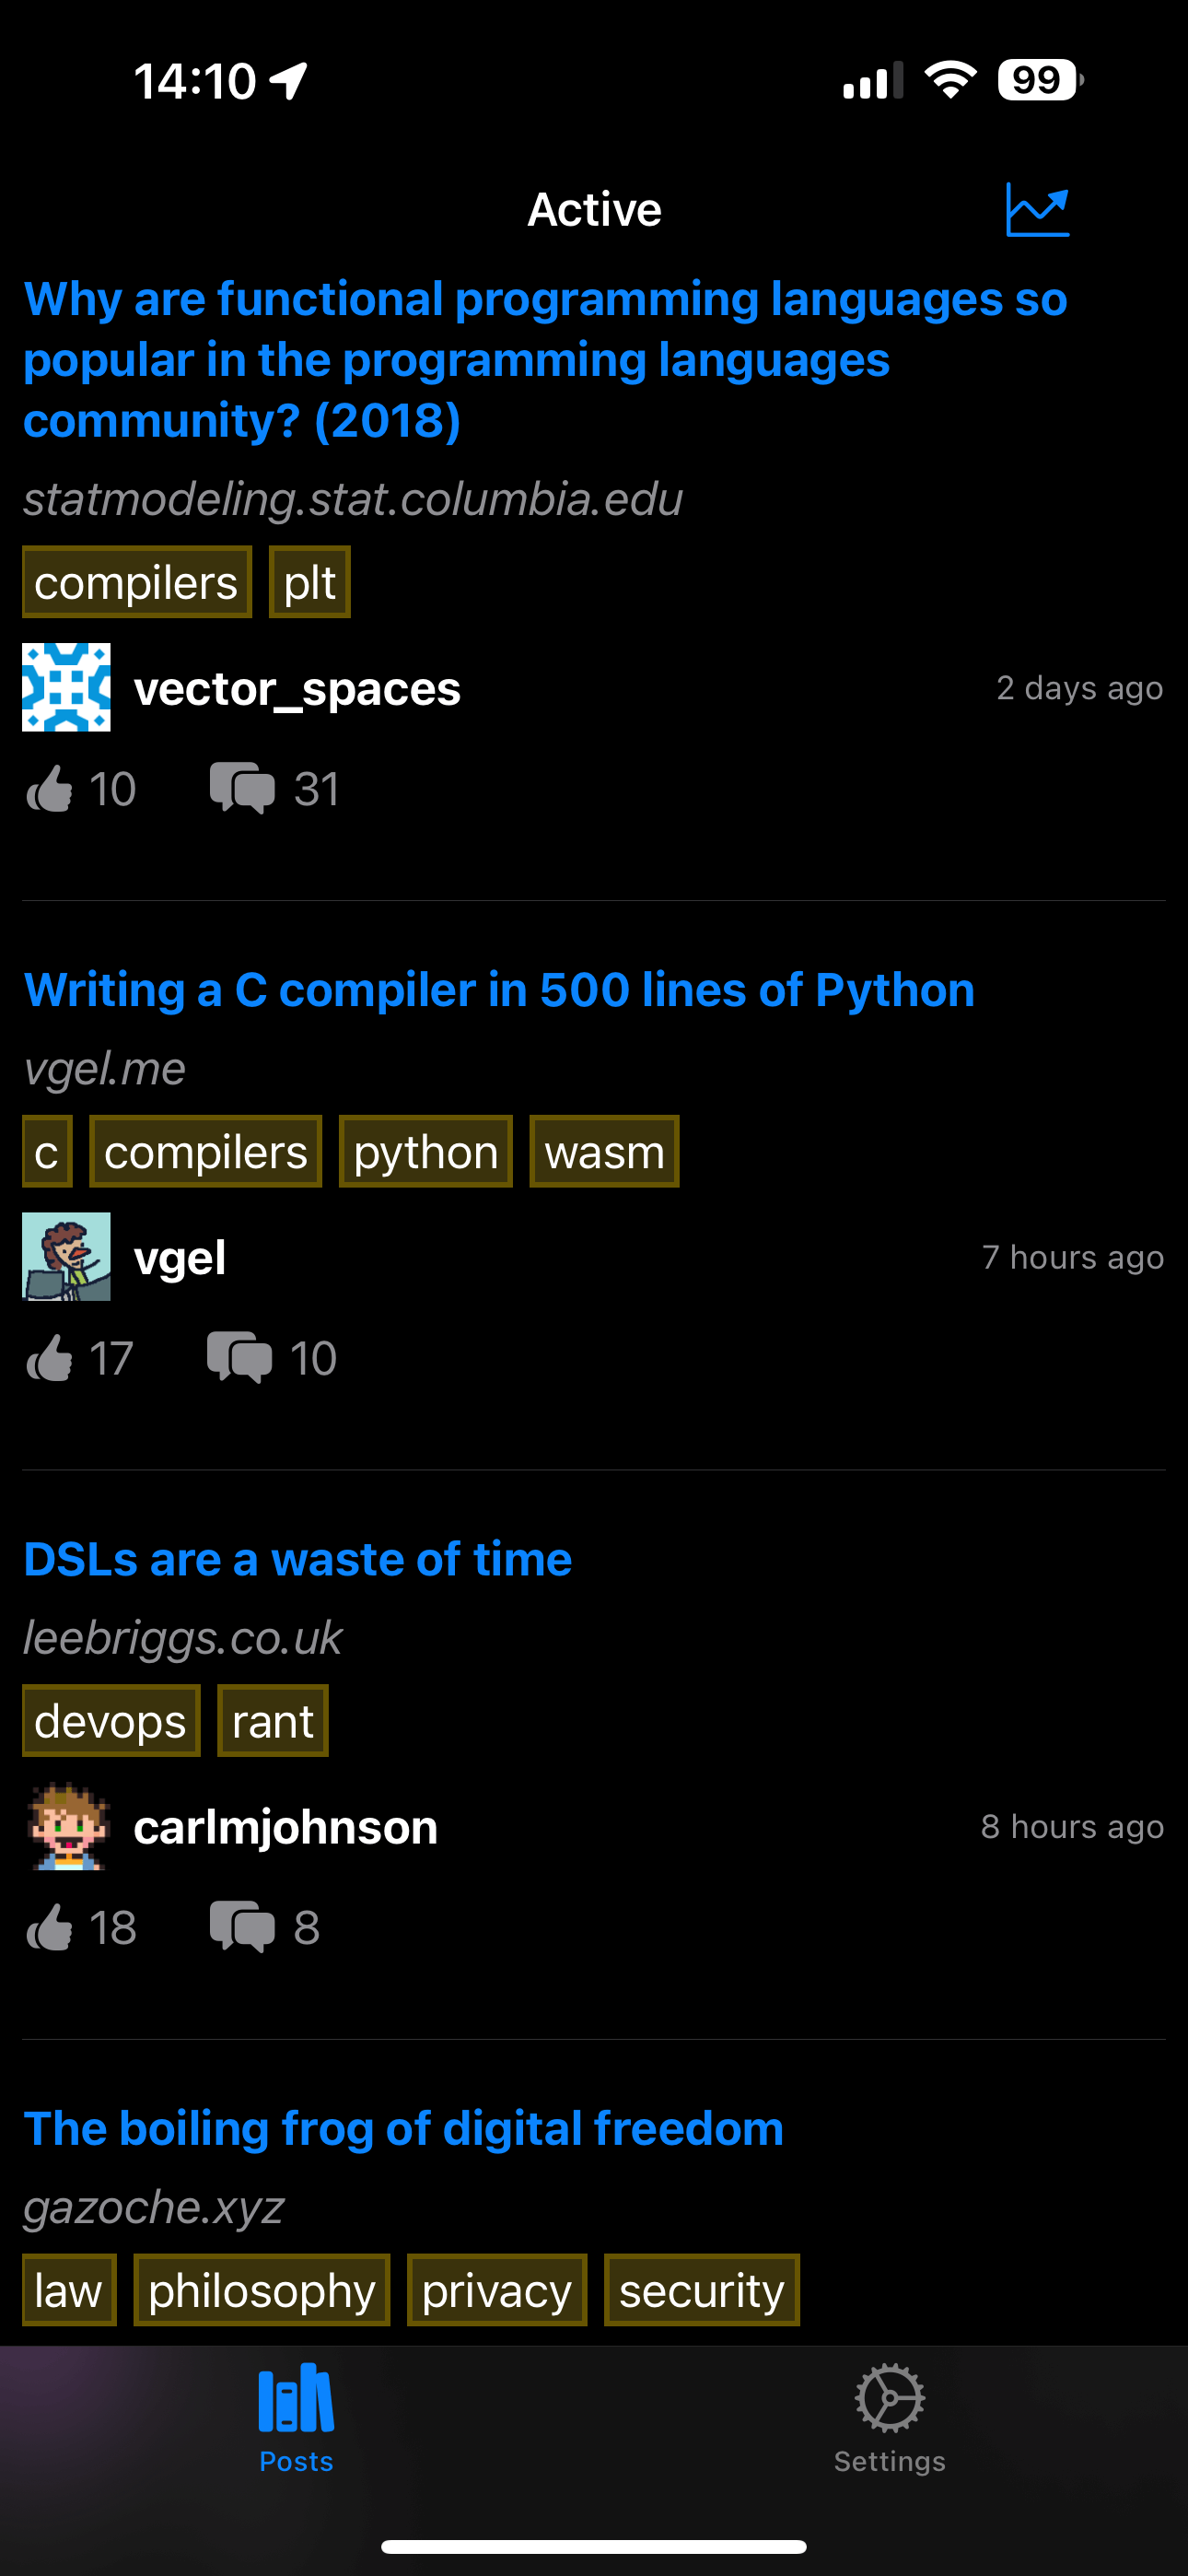 14:10
99
Active
Why are functional programming languages so
popular in the programming languages
community? (2018)
statmodeling.stat.columbia.edu
compilers plt
vector_spaces 2 days ago
10 31
Writing a C compiler in 500 lines of Python
vgel.me
c compilers python wasm
vgel 7 hours ago
17 10
DSLs are a waste of time
leebriggs.co.uk
devops rant
carlmjohnson 8 hours ago
18 8
The boiling frog of digital freedom
gazoche.xyz
law philosophy privacy security
Posts Settings